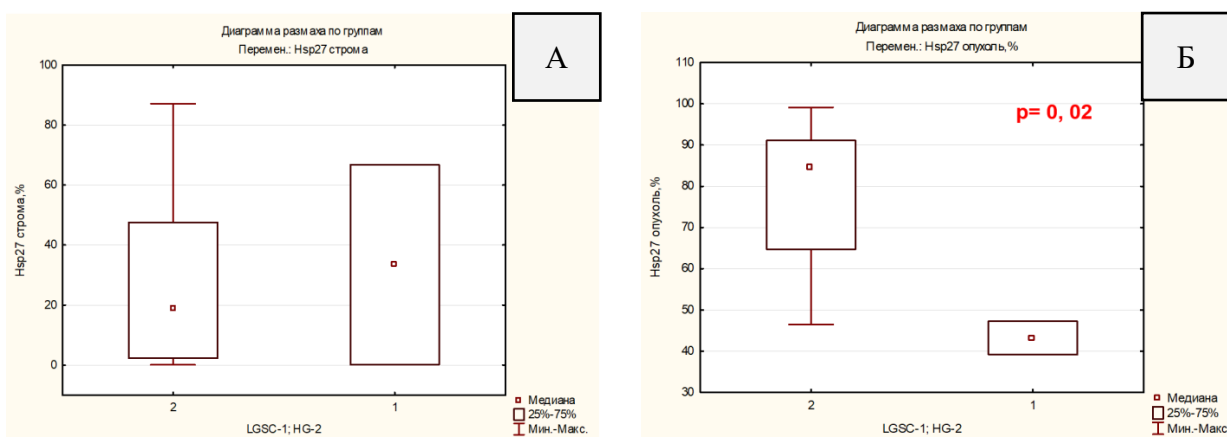 Диаграмма размаха по группам
Перемен.: Hsp27 строма
А
100
80
60
40
20
0
Hsp27 строма,%
2
1
LGSC-1; HG-2
Медиана
25%-75%
Мин.-Макс.
Диаграмма размаха по группам
Перемен.: Hsp27 опухоль,%
Б
p= 0, 02
110
100
90
80
70
60
50
40
30
Hsp27 опухоль,%
2
1
LGSC-1; HG-2
Медиана
25%-75%
Мин.-Макс.